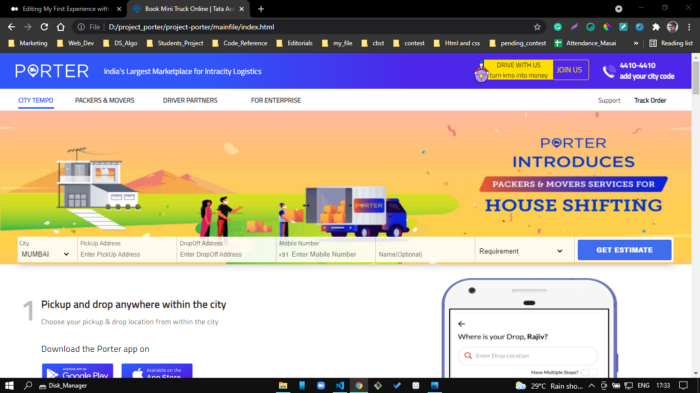 Editing My First Experience with
Book Mini Truck Online | Tata Ace
File | D:/project_porter/project-porter/mainfile/index.html
Marketing Web_Dev DS_Algo Students_Project Code_Reference Editorials my_file cbst contest Html and css pending_contest Attendance_Masai » Reading list
PORTER India's Largest Marketplace for Intracity Logistics
DRIVE WITH US
turn kms into money
JOIN US
4410-4410
add your city code
CITY TEMPO PACKERS & MOVERS DRIVER PARTNERS FOR ENTERPRISE Support Track Order
PORTER
INTRODUCES
PACKERS & MOVERS SERVICES FOR
HOUSE SHIFTING
PORTER
City PickUp Address DropOff Address Mobile Number
MUMBAI Enter PickUp Address Enter DropOff Address +91 Enter Mobile Number Name(Optional) Requirement GET ESTIMATE
1 Pickup and drop anywhere within the city
Choose your pickup & drop location from within the city
Download the Porter app on
Google Play
Available on the
App Store
Where is your Drop, Rajiv?
Enter Drop Location
Have Multiple Stops?
Disk_Manager 29°C Rain sho... ENG 17:33